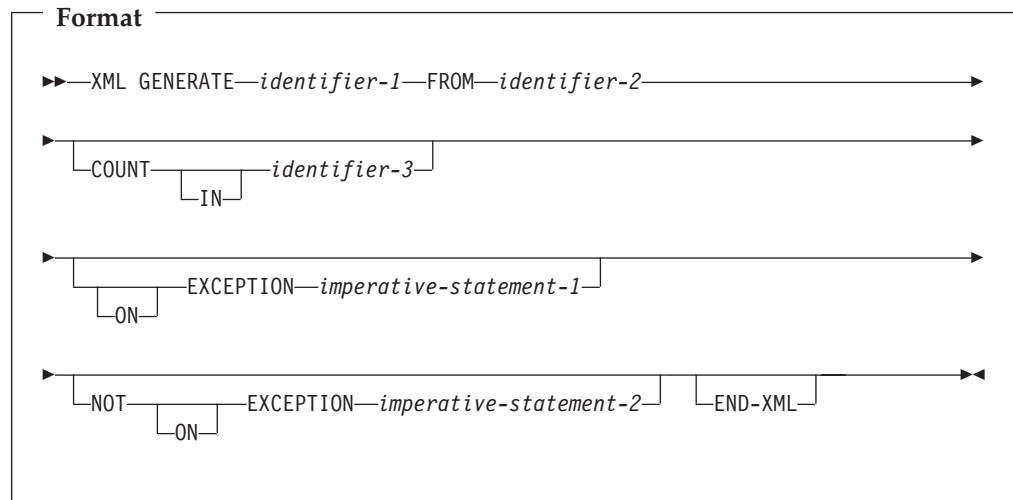 Format
XML GENERATE identifier-1 FROM identifier-2
COUNT IN identifier-3
ON EXCEPTION imperative-statement-1
NOT ON EXCEPTION imperative-statement-2 END-XML